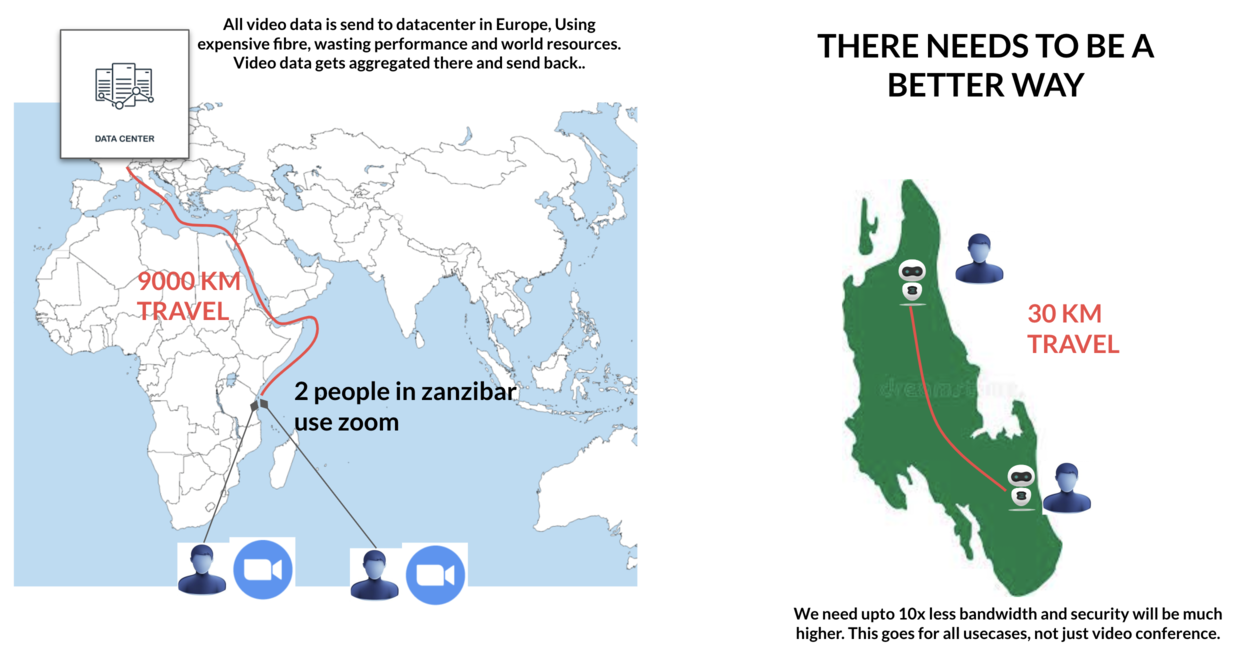 All video data is send to datacenter in Europe, Using
expensive fibre, wasting performance and world resources.
Video data gets aggregated there and send back..
DATA CENTER
9000 KM
TRAVEL
2 people in zanzibar
use zoom
THERE NEEDS TO BE A
BETTER WAY
30 KM
TRAVEL
We need upto 10x less bandwidth and security will be much
higher. This goes for all usecases, not just video conference.